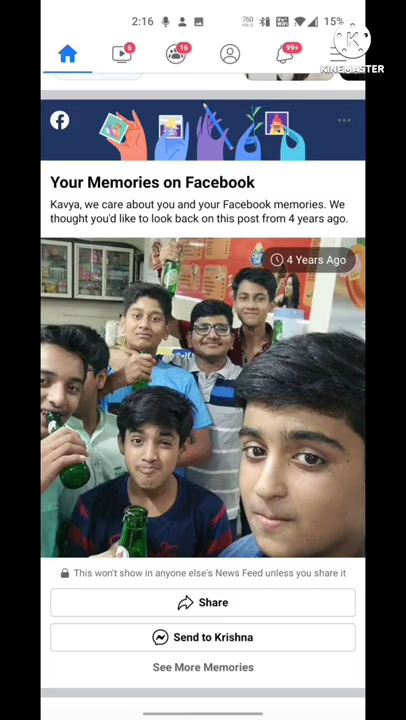 2:16
760
KB/S
15%
6
16
99+
K
KINEMASTER
Your Memories on Facebook
Kavya, we care about you and your Facebook memories. We
thought you'd like to look back on this post from 4 years ago.
4 Years Ago
This won't show in anyone else's News Feed unless you share it
Share
Send to Krishna
See More Memories